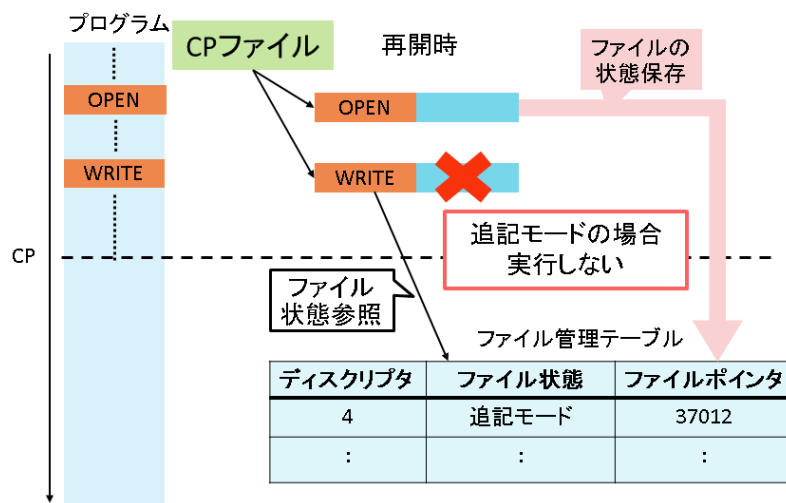 プログラム
CPファイル
再開時
ファイルの
状態保存
OPEN
OPEN
WRITE
WRITE
追記モードの場合
実行しない
CP
ファイル
状態参照
ファイル管理テーブル
ディスクリプタ ファイル状態 ファイルポインタ
4 追記モード 37012
: : :